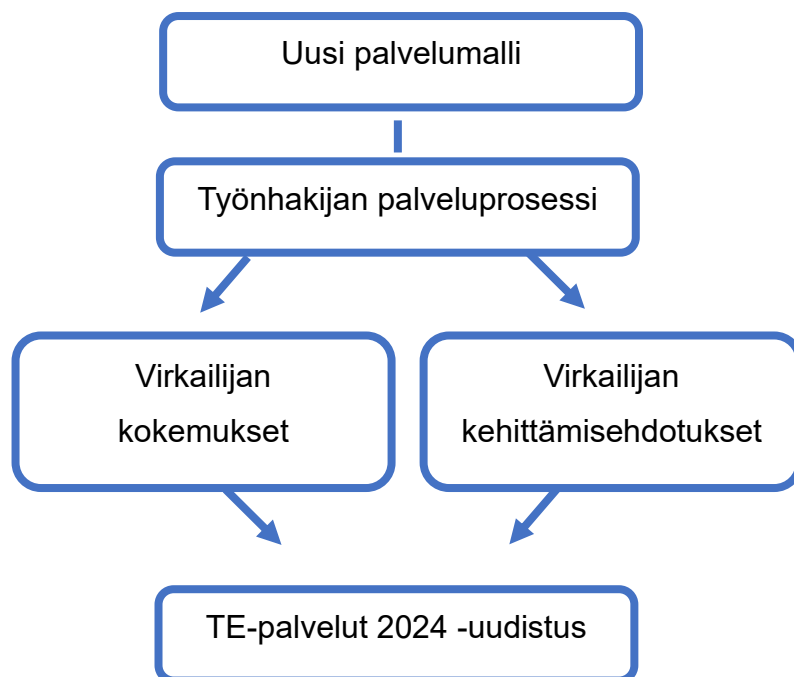 Uusi palvelumalli
Työnhakijan palveluprosessi
Virkailijan
kokemukset
Virkailijan
kehittämisehdotukset
TE-palvelut 2024 -uudistus